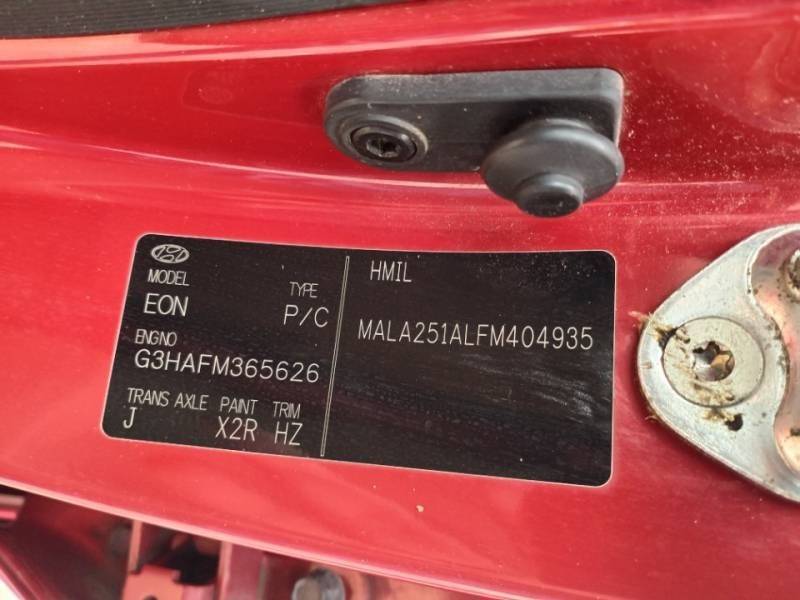 MODEL
TYPE
EON
P/C
ENGNO
G3HAFM365626
TRANS AXLE PAINT TRIM
J X2R HZ
HMIL
MALA251ALFM404935